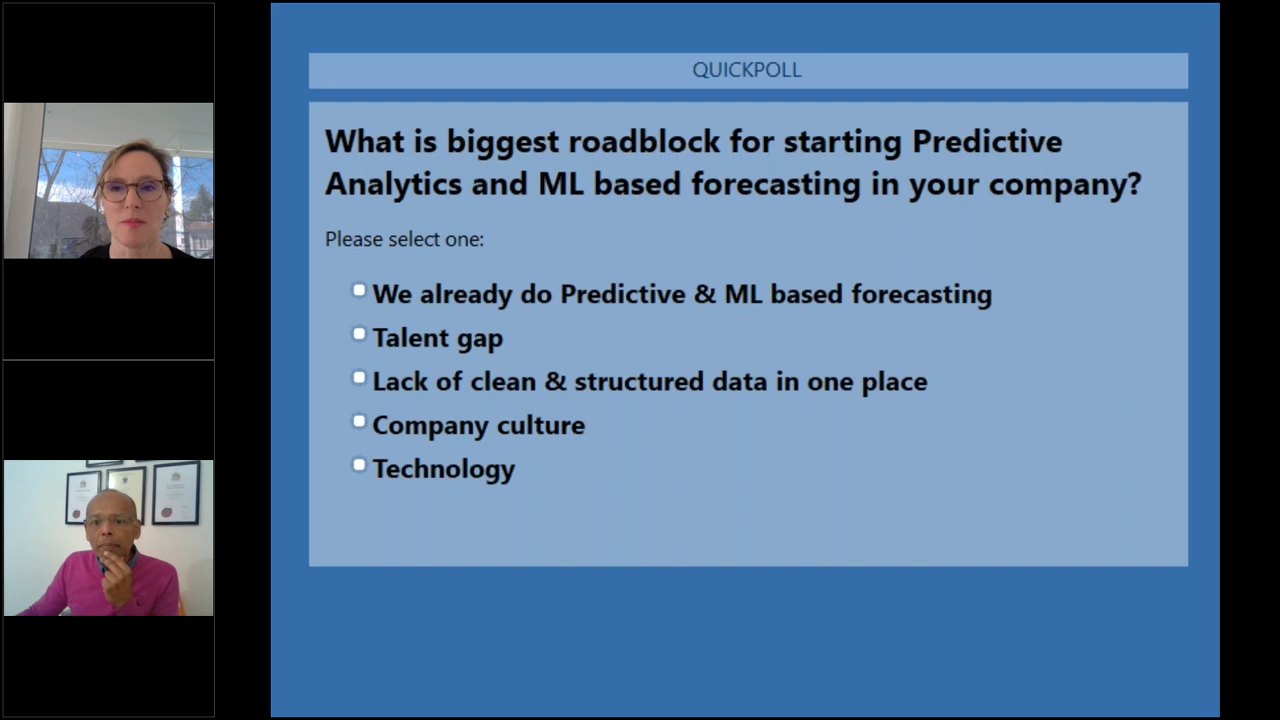 QUICKPOLL
What is biggest roadblock for starting Predictive
Analytics and ML based forecasting in your company?
Please select one:
We already do Predictive & ML based forecasting
Talent gap
Lack of clean & structured data in one place
Company culture
Technology